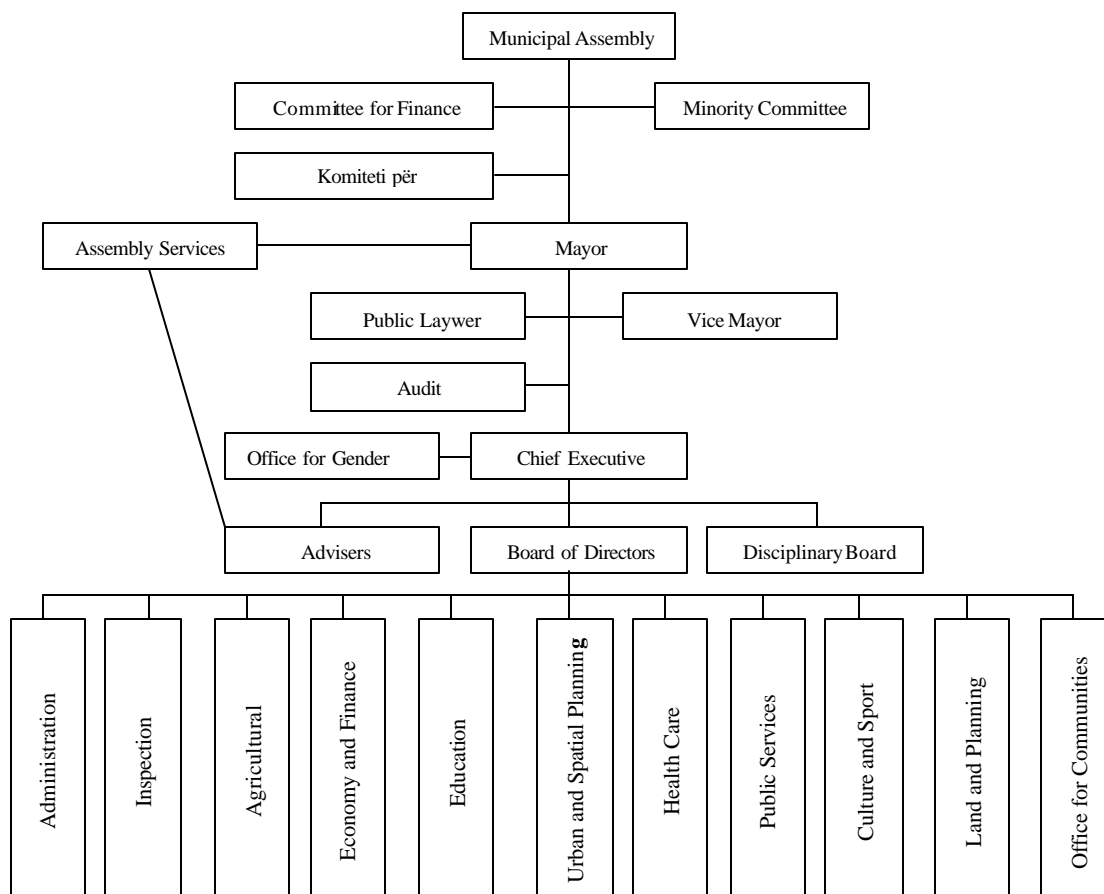 Municipal Assembly
Committee for Finance
Minority Committee
Komiteti për
Assembly Services
Mayor
Public Laywer
Vice Mayor
Audit
Office for Gender
Chief Executive
Advisers
Board of Directors
Disciplinary Board
Administration
Inspection
Agricultural
Economy and Finance
Education
Urban and Spatial Planning
Health Care
Public Services
Culture and Sport
Land and Planning
Office for Communities